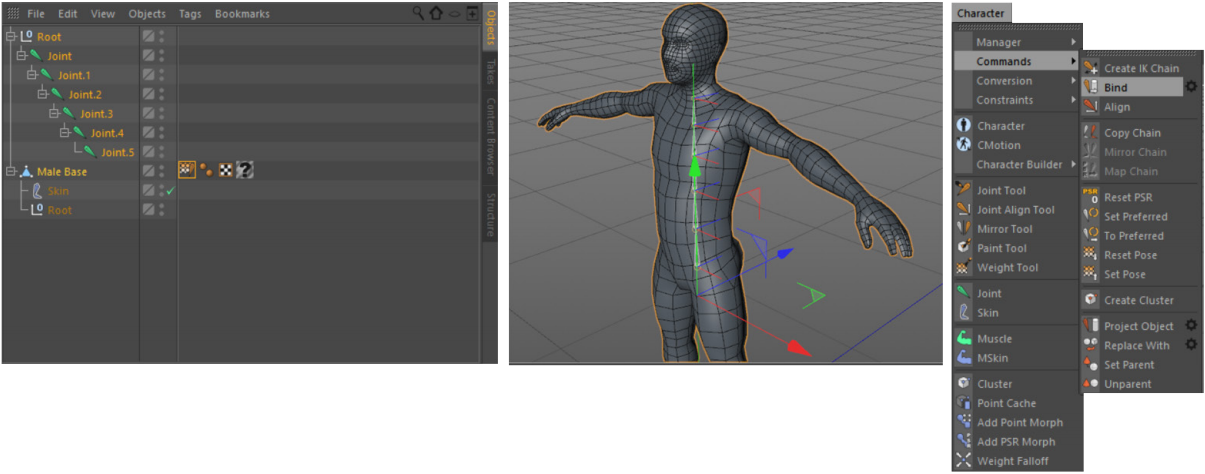 File Edit View Objects Tags Bookmarks
Root
Joint
Joint.1
Joint.2
Joint.3
Joint.4
Joint.5
Male Base
Skin
Root
Objects
Takes
Content Browser
Structure
Character
Manager
Commands
Conversion
Constraints
Character
CMotion
Character Builder
Joint Tool
Joint Align Tool
Mirror Tool
Paint Tool
Weight Tool
Joint
Skin
Muscle
MSkin
Cluster
Point Cache
Add Point Morph
Add PSR Morph
Weight Falloff
Create IK Chain
Bind
Align
Copy Chain
Mirror Chain
Map Chain
PSR 0 Reset PSR
Set Preferred
To Preferred
Reset Pose
Set Pose
Create Cluster
Project Object
Replace With
Set Parent
Unparent